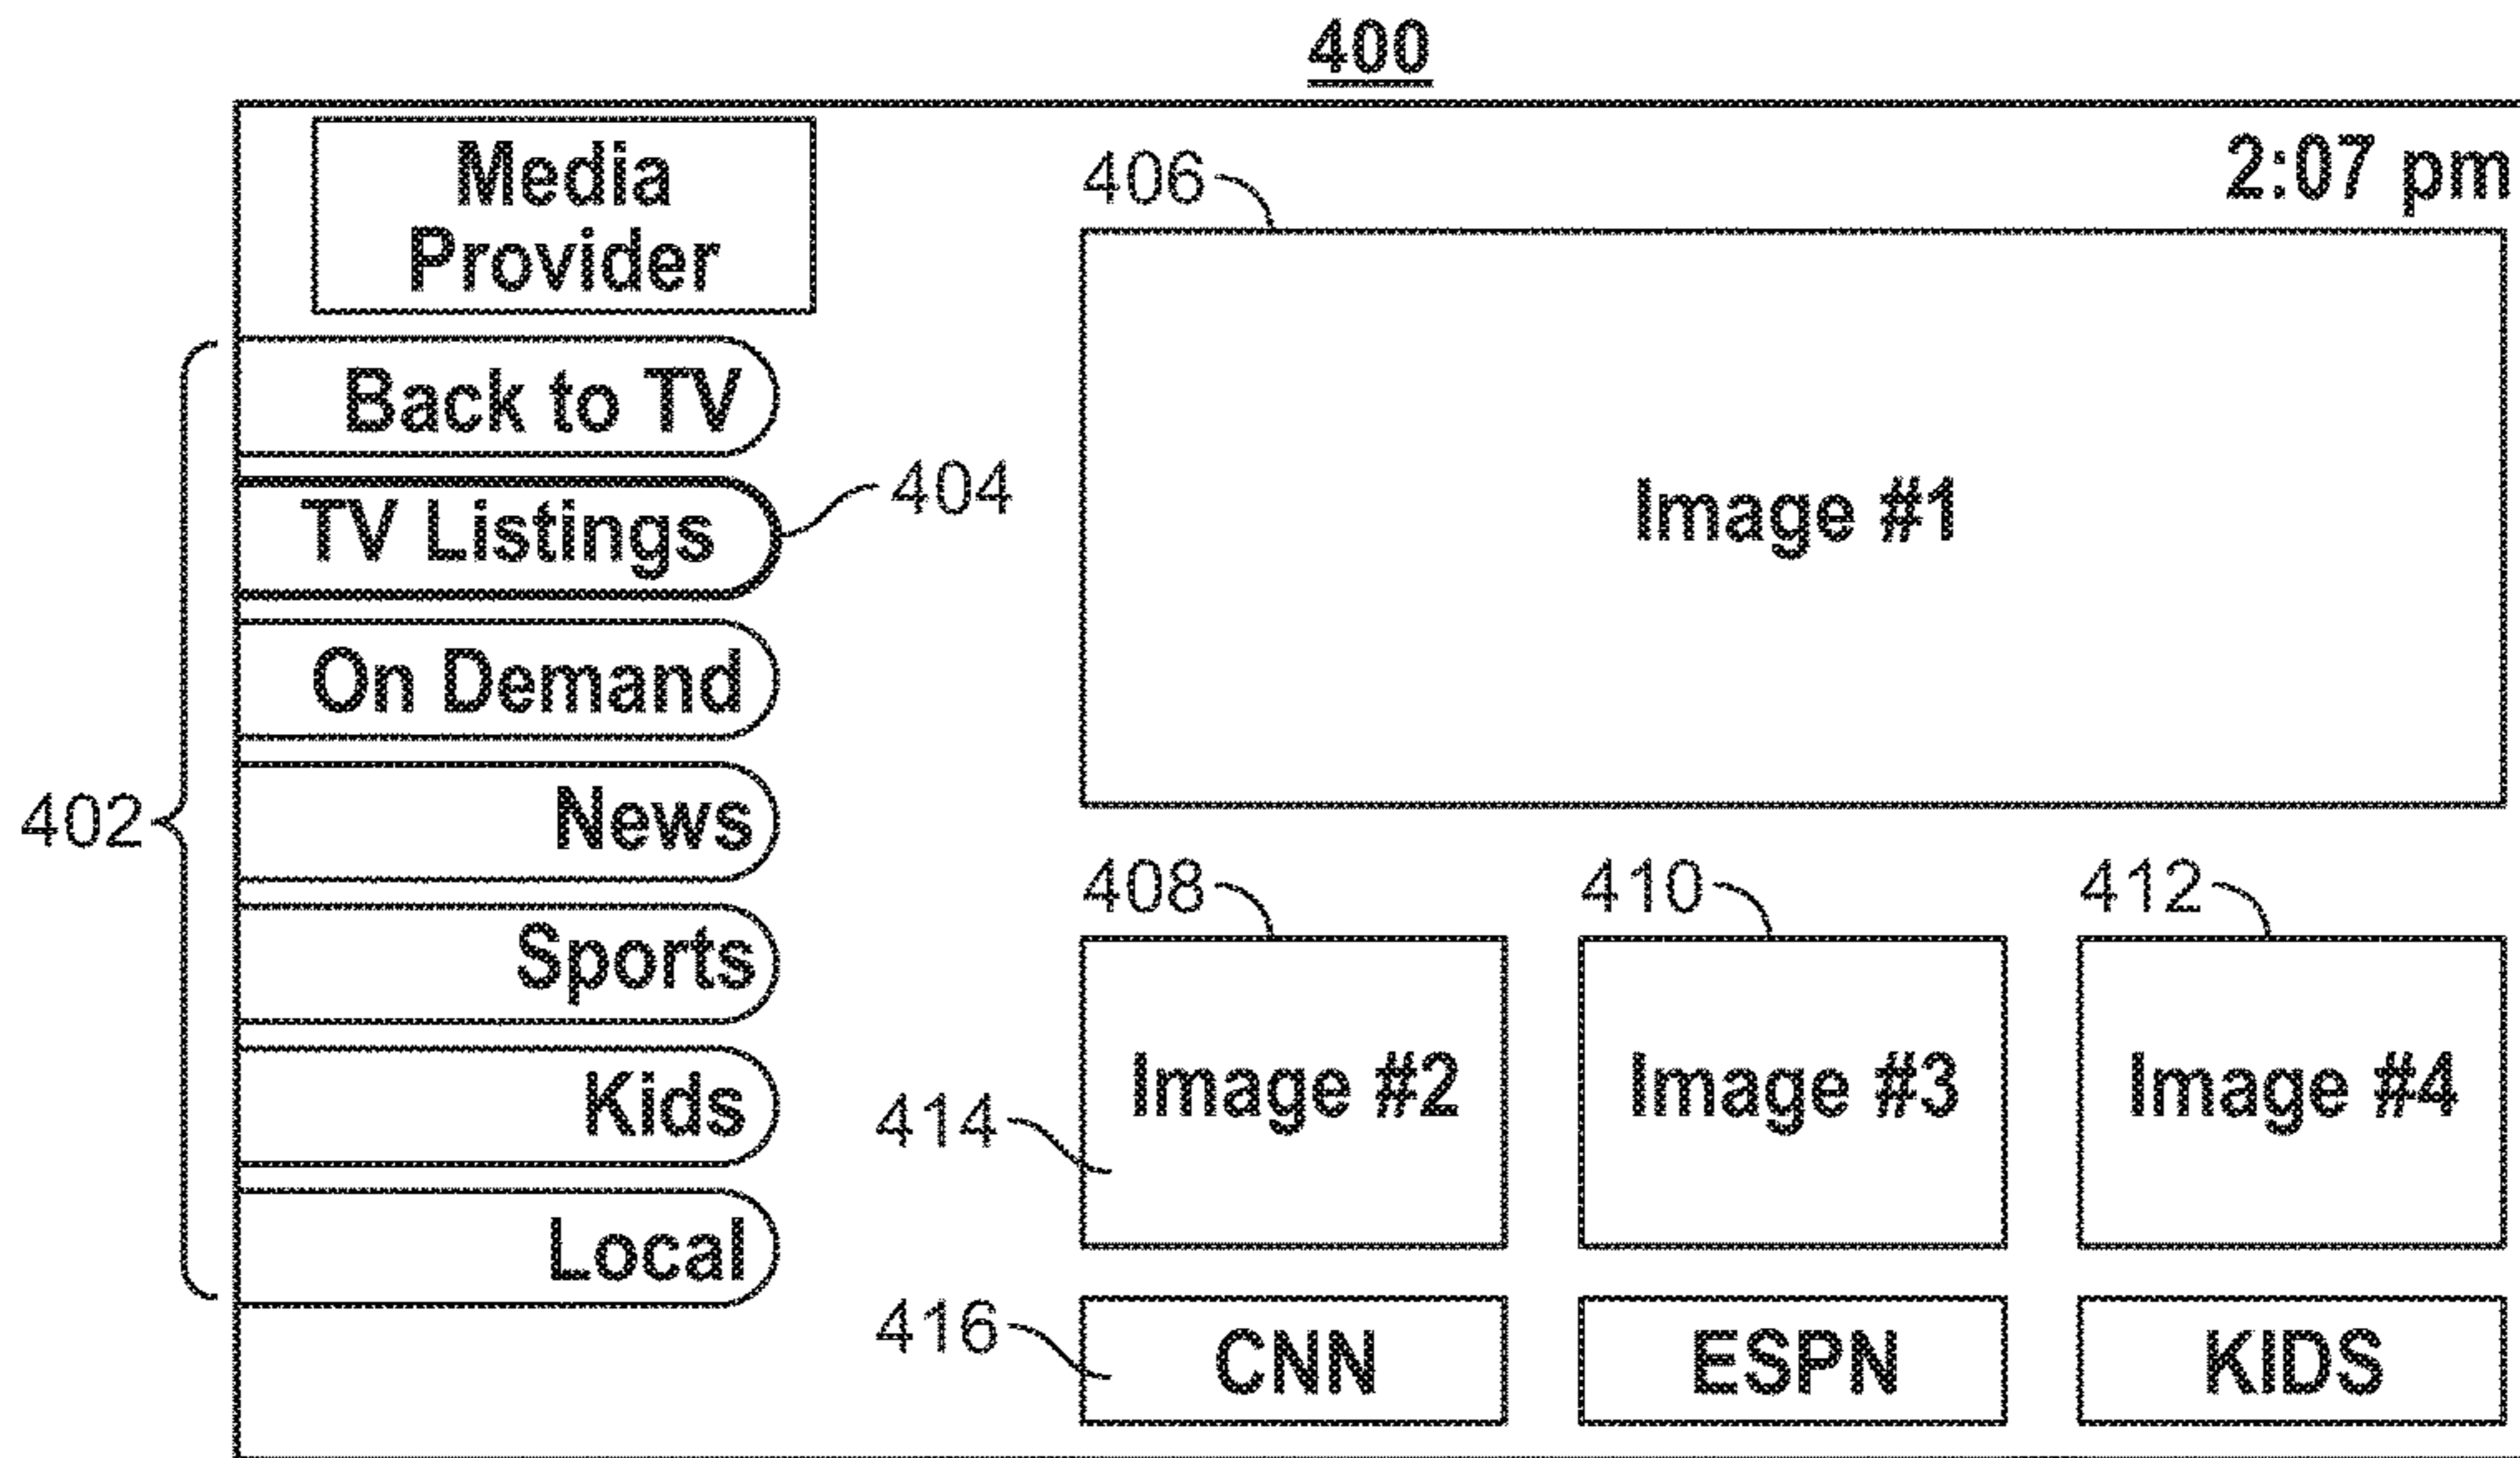 400
Media
Provider
2:07 pm
406
Back to TV
TV Listings
404
Image #1
On Demand
News
402
Sports
Kids
Local
408
410
412
Image #2
Image #3
Image #4
414
416
CNN
ESPN
KIDS